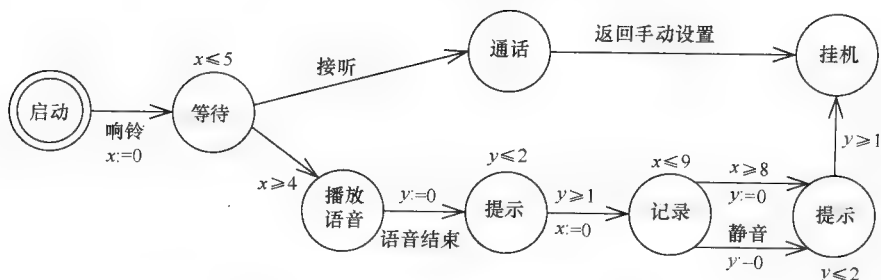 启动
响铃
x:=0
x≤5
等待
接听
通话
返回手动设置
挂机
x≥4
播放
语音
y:=0
语音结束
y≤2
提示
y≥1
x:=0
x≤9
记录
x≥8
y:=0
静音
y-0
提示
y≤2
y≥1